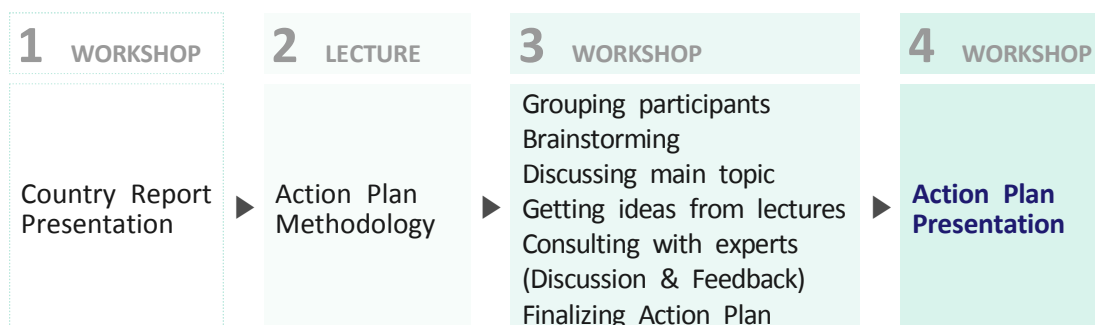 1 WORKSHOP
2 LECTURE
3 WORKSHOP
4 WORKSHOP
Country Report
Presentation
Action Plan
Methodology
Grouping participants
Brainstorming
Discussing main topic
Getting ideas from lectures
Consulting with experts
(Discussion & Feedback)
Finalizing Action Plan
Action Plan
Presentation